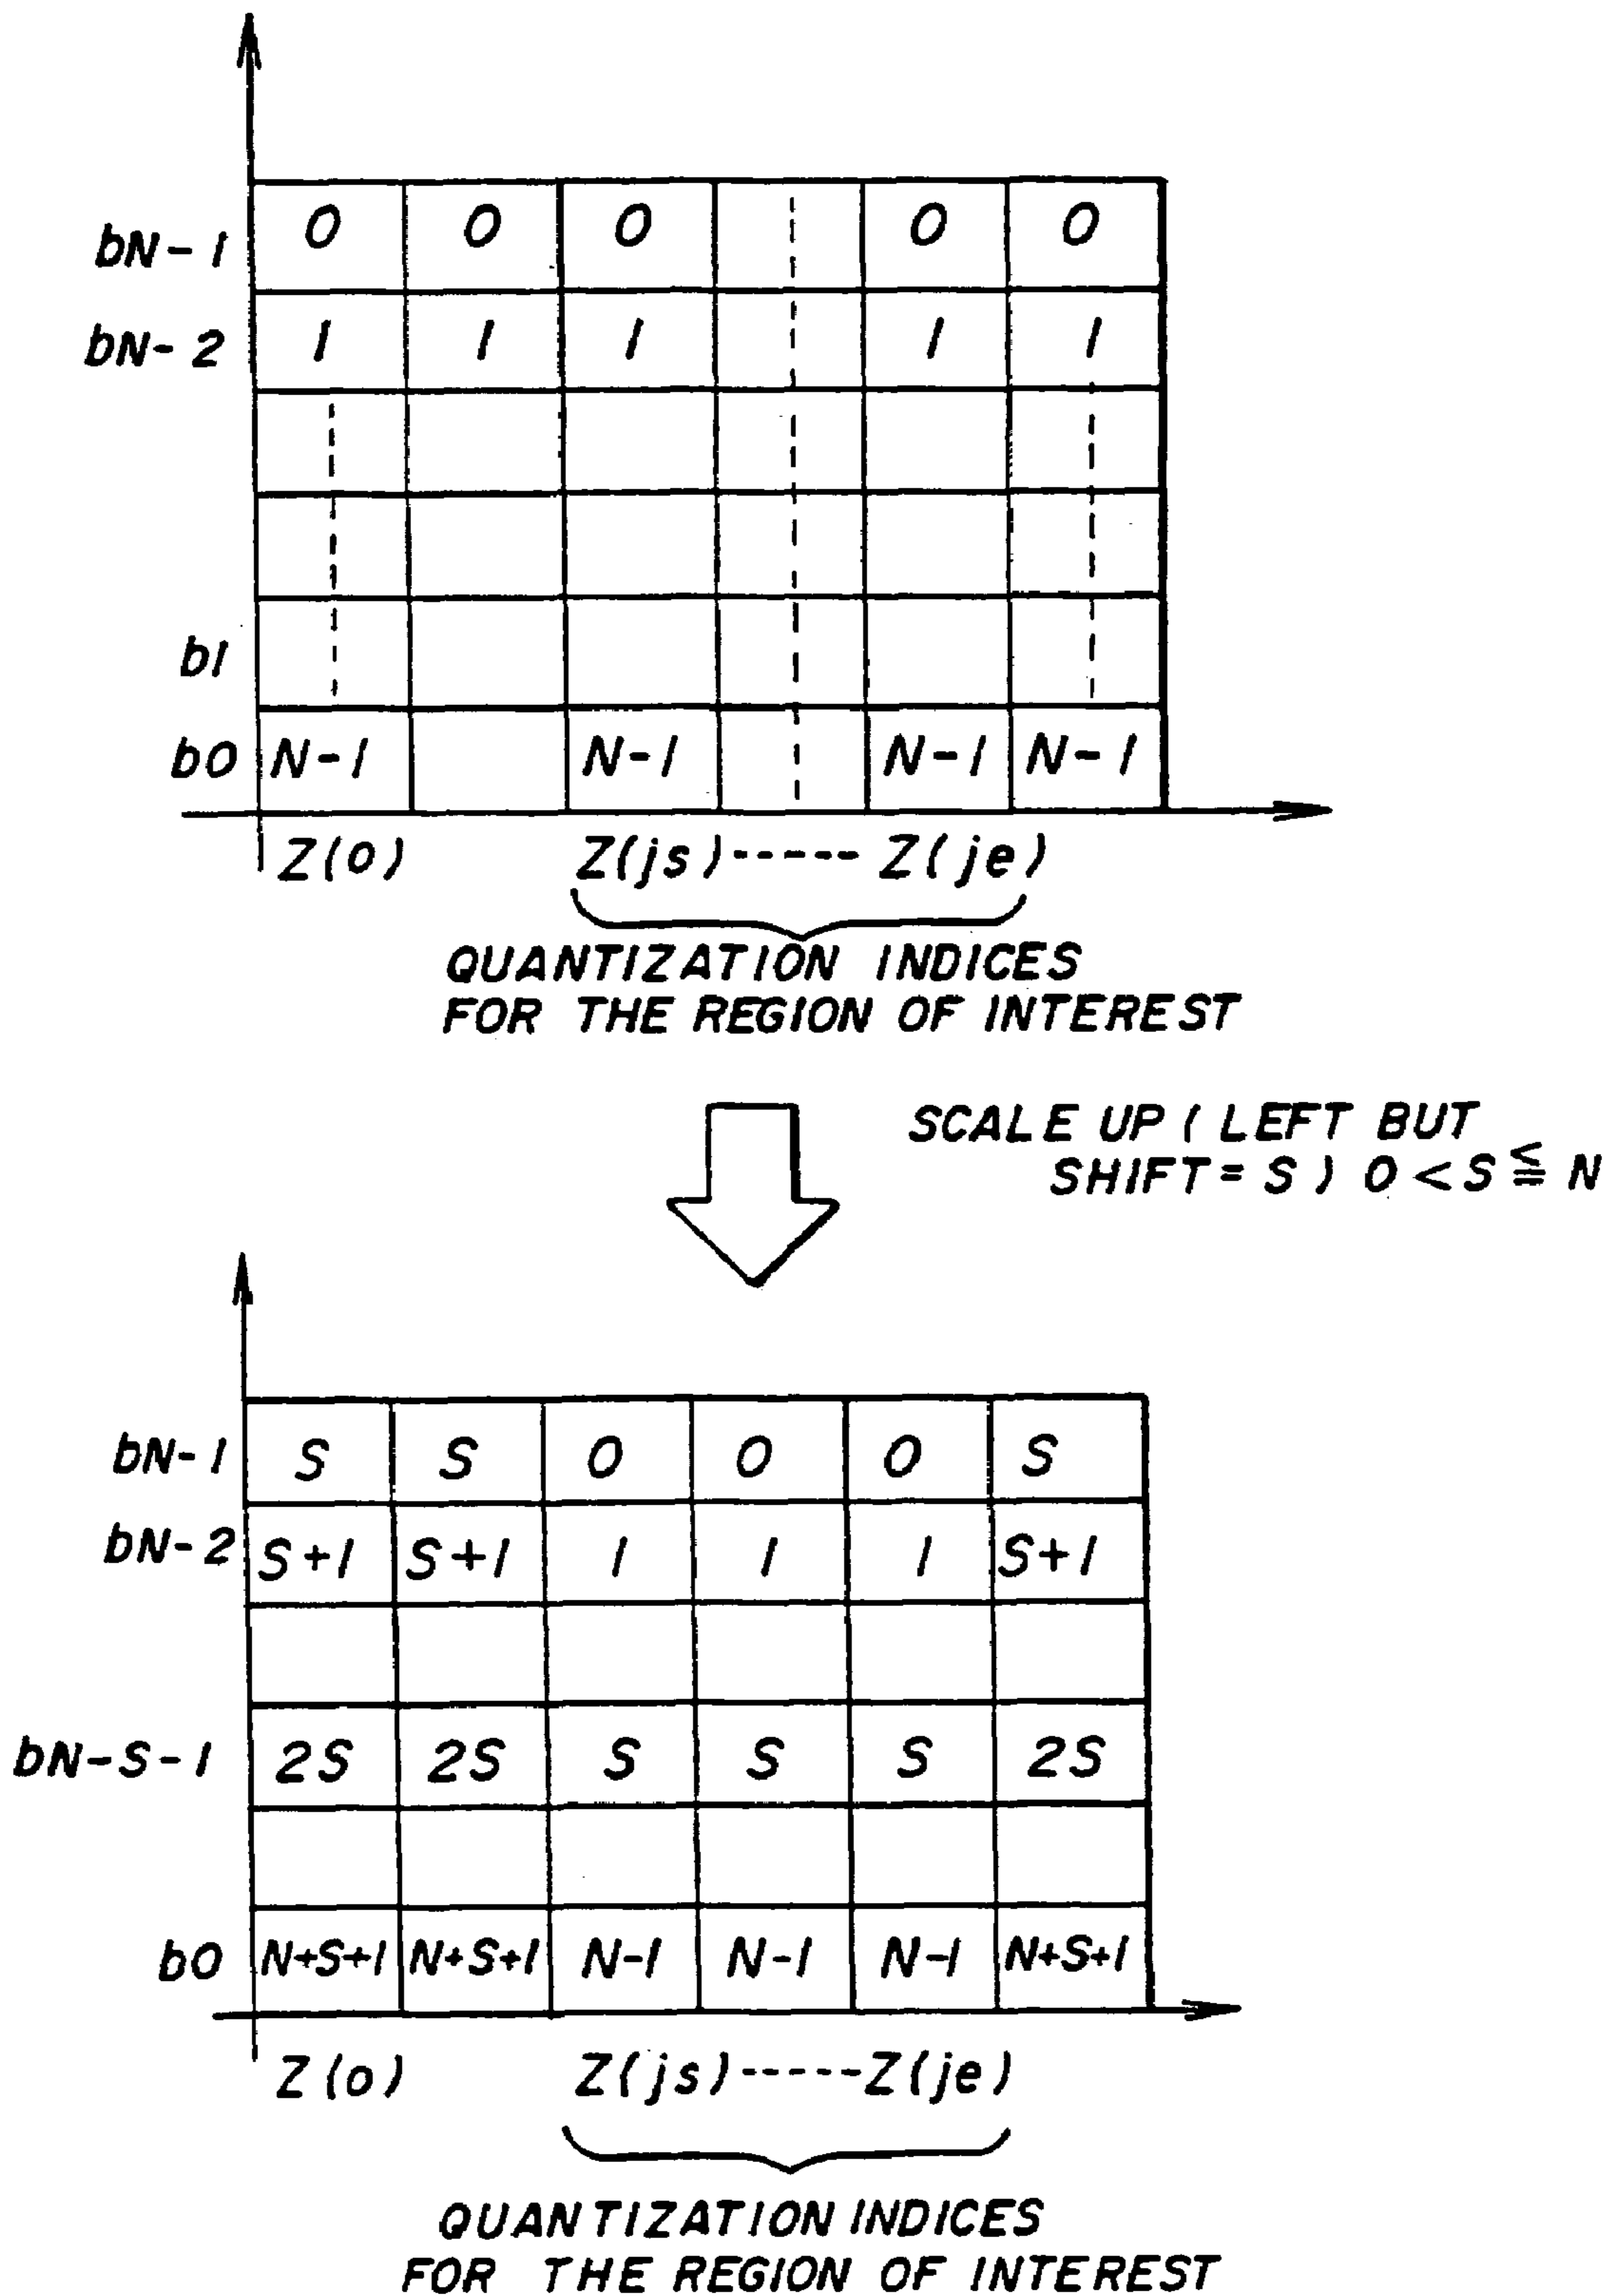 bN-1 0 0 0 0 0
bN-2 1 1 1 1 1
b1
b0 N-1 N-1 N-1 N-1
Z(0) Z(js)-----Z(je)
QUANTIZATION INDICES
FOR THE REGION OF INTEREST
SCALE UP ( LEFT BUT
SHIFT = S ) 0 < S ≦ N
bN-1 S S 0 0 0 S
bN-2 S+1 S+1 1 1 1 S+1
bN-S-1 2S 2S S S S 2S
b0 N+S+1 N+S+1 N-1 N-1 N-1 N+S+1
Z(0) Z(js)-----Z(je)
QUANTIZATION INDICES
FOR THE REGION OF INTEREST